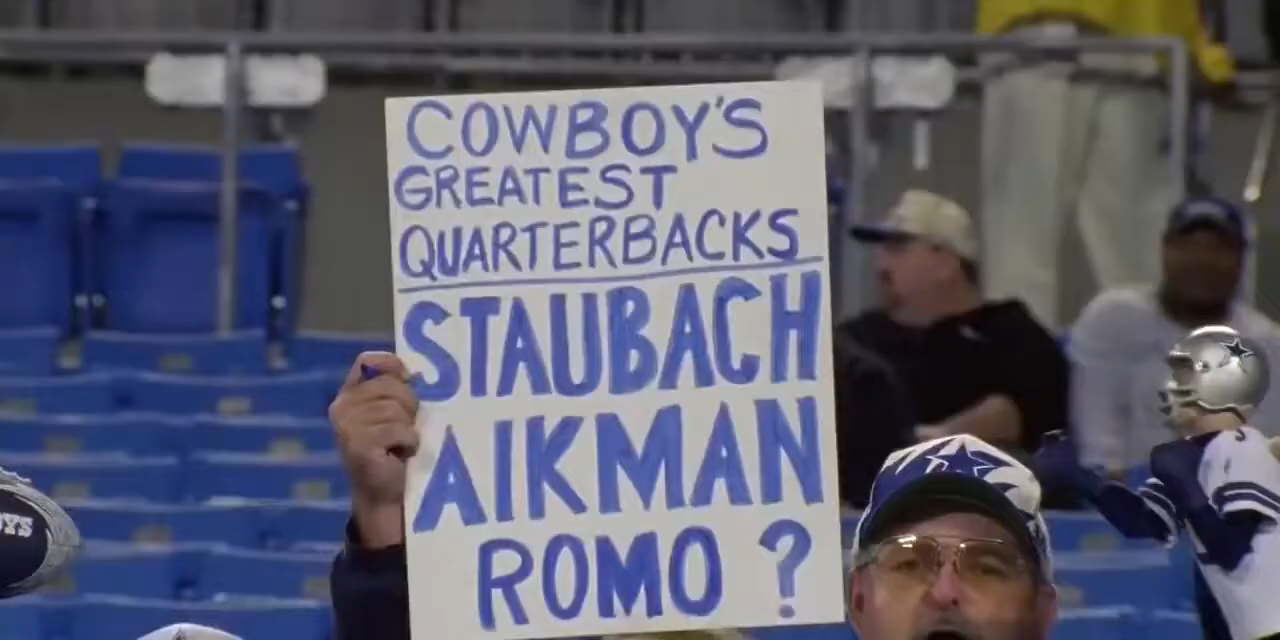 COWBOY'S
GREATEST
QUARTERBACKS
STAUBACH
AIKMAN
ROMO ?